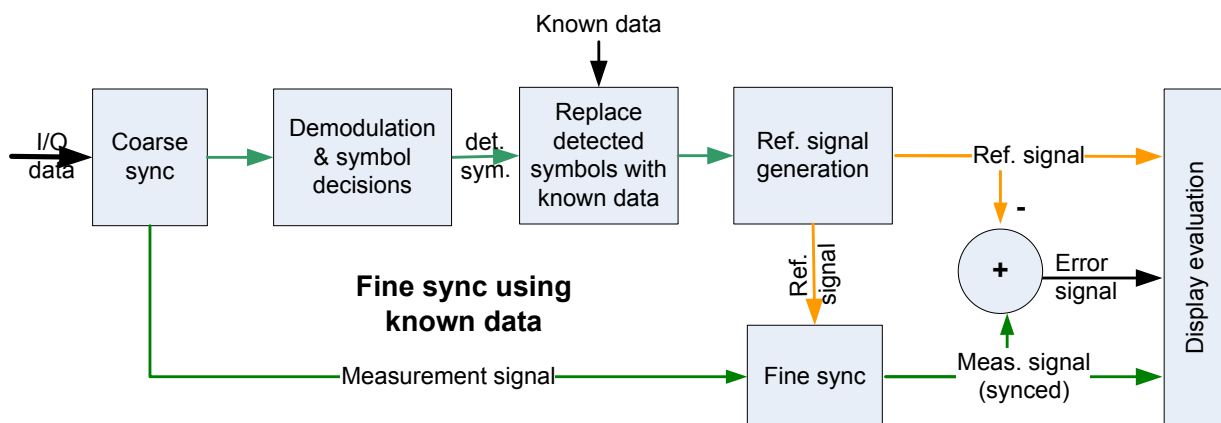 Known data
I/Q
data
Coarse
sync
Demodulation
& symbol
decisions
det.
sym.
Replace
detected
symbols with
known data
Ref. signal
generation
Ref. signal
-
+
Error
signal
Display evaluation
Ref.
signal
Fine sync using
known data
Measurement signal
Fine sync
Meas. signal
(synced)